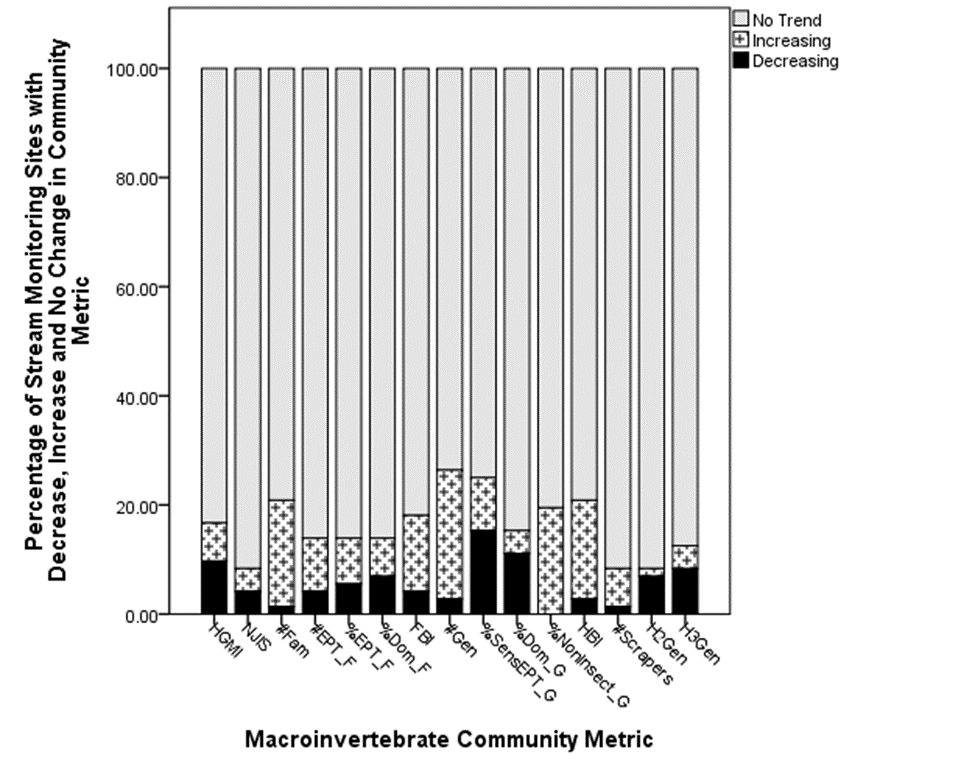 No Trend
Increasing
Decreasing
Percentage of Stream Monitoring Sites with
Decrease, Increase and No Change in Community
Metric
100.00
80.00
60.00
40.00
20.00
0.00
HGMI
NJIS
#Fam
#EPT_F
%EPT_F
%Dom_F
FBI
#Gen
%SensEPT_G
%Dom_G
%NonInsect_G
HBI
#Scrapers
H2Gen
H3Gen
Macroinvertebrate Community Metric